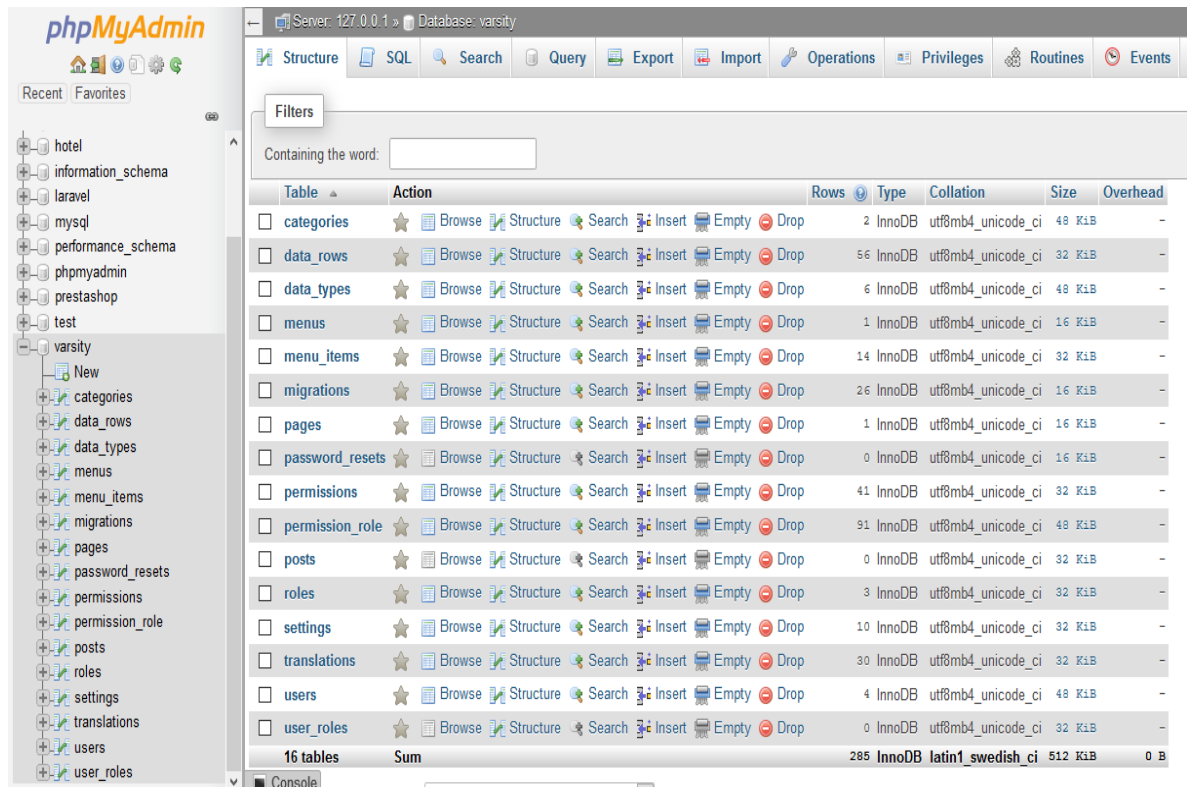 phpMyAdmin
Recent Favorites
hotel
information_schema
laravel
mysql
performance_schema
phpmyadmin
prestashop
test
varsity
New
categories
data_rows
data_types
menus
menu_items
migrations
pages
password_resets
permissions
permission_role
posts
roles
settings
translations
users
user_roles
Server: 127.0.0.1 » Database: varsity
Structure SQL Search Query Export Import Operations Privileges Routines Events
Filters
Containing the word:
Table Action Rows Type Collation Size Overhead
categories Browse Structure Search Insert Empty Drop 2 InnoDB utf8mb4_unicode_ci 48 KiB -
data_rows Browse Structure Search Insert Empty Drop 56 InnoDB utf8mb4_unicode_ci 32 KiB -
data_types Browse Structure Search Insert Empty Drop 6 InnoDB utf8mb4_unicode_ci 48 KiB -
menus Browse Structure Search Insert Empty Drop 1 InnoDB utf8mb4_unicode_ci 16 KiB -
menu_items Browse Structure Search Insert Empty Drop 14 InnoDB utf8mb4_unicode_ci 32 KiB -
migrations Browse Structure Search Insert Empty Drop 26 InnoDB utf8mb4_unicode_ci 16 KiB -
pages Browse Structure Search Insert Empty Drop 1 InnoDB utf8mb4_unicode_ci 16 KiB -
password_resets Browse Structure Search Insert Empty Drop 0 InnoDB utf8mb4_unicode_ci 16 KiB -
permissions Browse Structure Search Insert Empty Drop 41 InnoDB utf8mb4_unicode_ci 32 KiB -
permission_role Browse Structure Search Insert Empty Drop 91 InnoDB utf8mb4_unicode_ci 48 KiB -
posts Browse Structure Search Insert Empty Drop 0 InnoDB utf8mb4_unicode_ci 32 KiB -
roles Browse Structure Search Insert Empty Drop 3 InnoDB utf8mb4_unicode_ci 32 KiB -
settings Browse Structure Search Insert Empty Drop 10 InnoDB utf8mb4_unicode_ci 32 KiB -
translations Browse Structure Search Insert Empty Drop 30 InnoDB utf8mb4_unicode_ci 32 KiB -
users Browse Structure Search Insert Empty Drop 4 InnoDB utf8mb4_unicode_ci 48 KiB -
user_roles Browse Structure Search Insert Empty Drop 0 InnoDB utf8mb4_unicode_ci 32 KiB -
16 tables Sum 285 InnoDB latin1_swedish_ci 512 KiB 0 B
Console